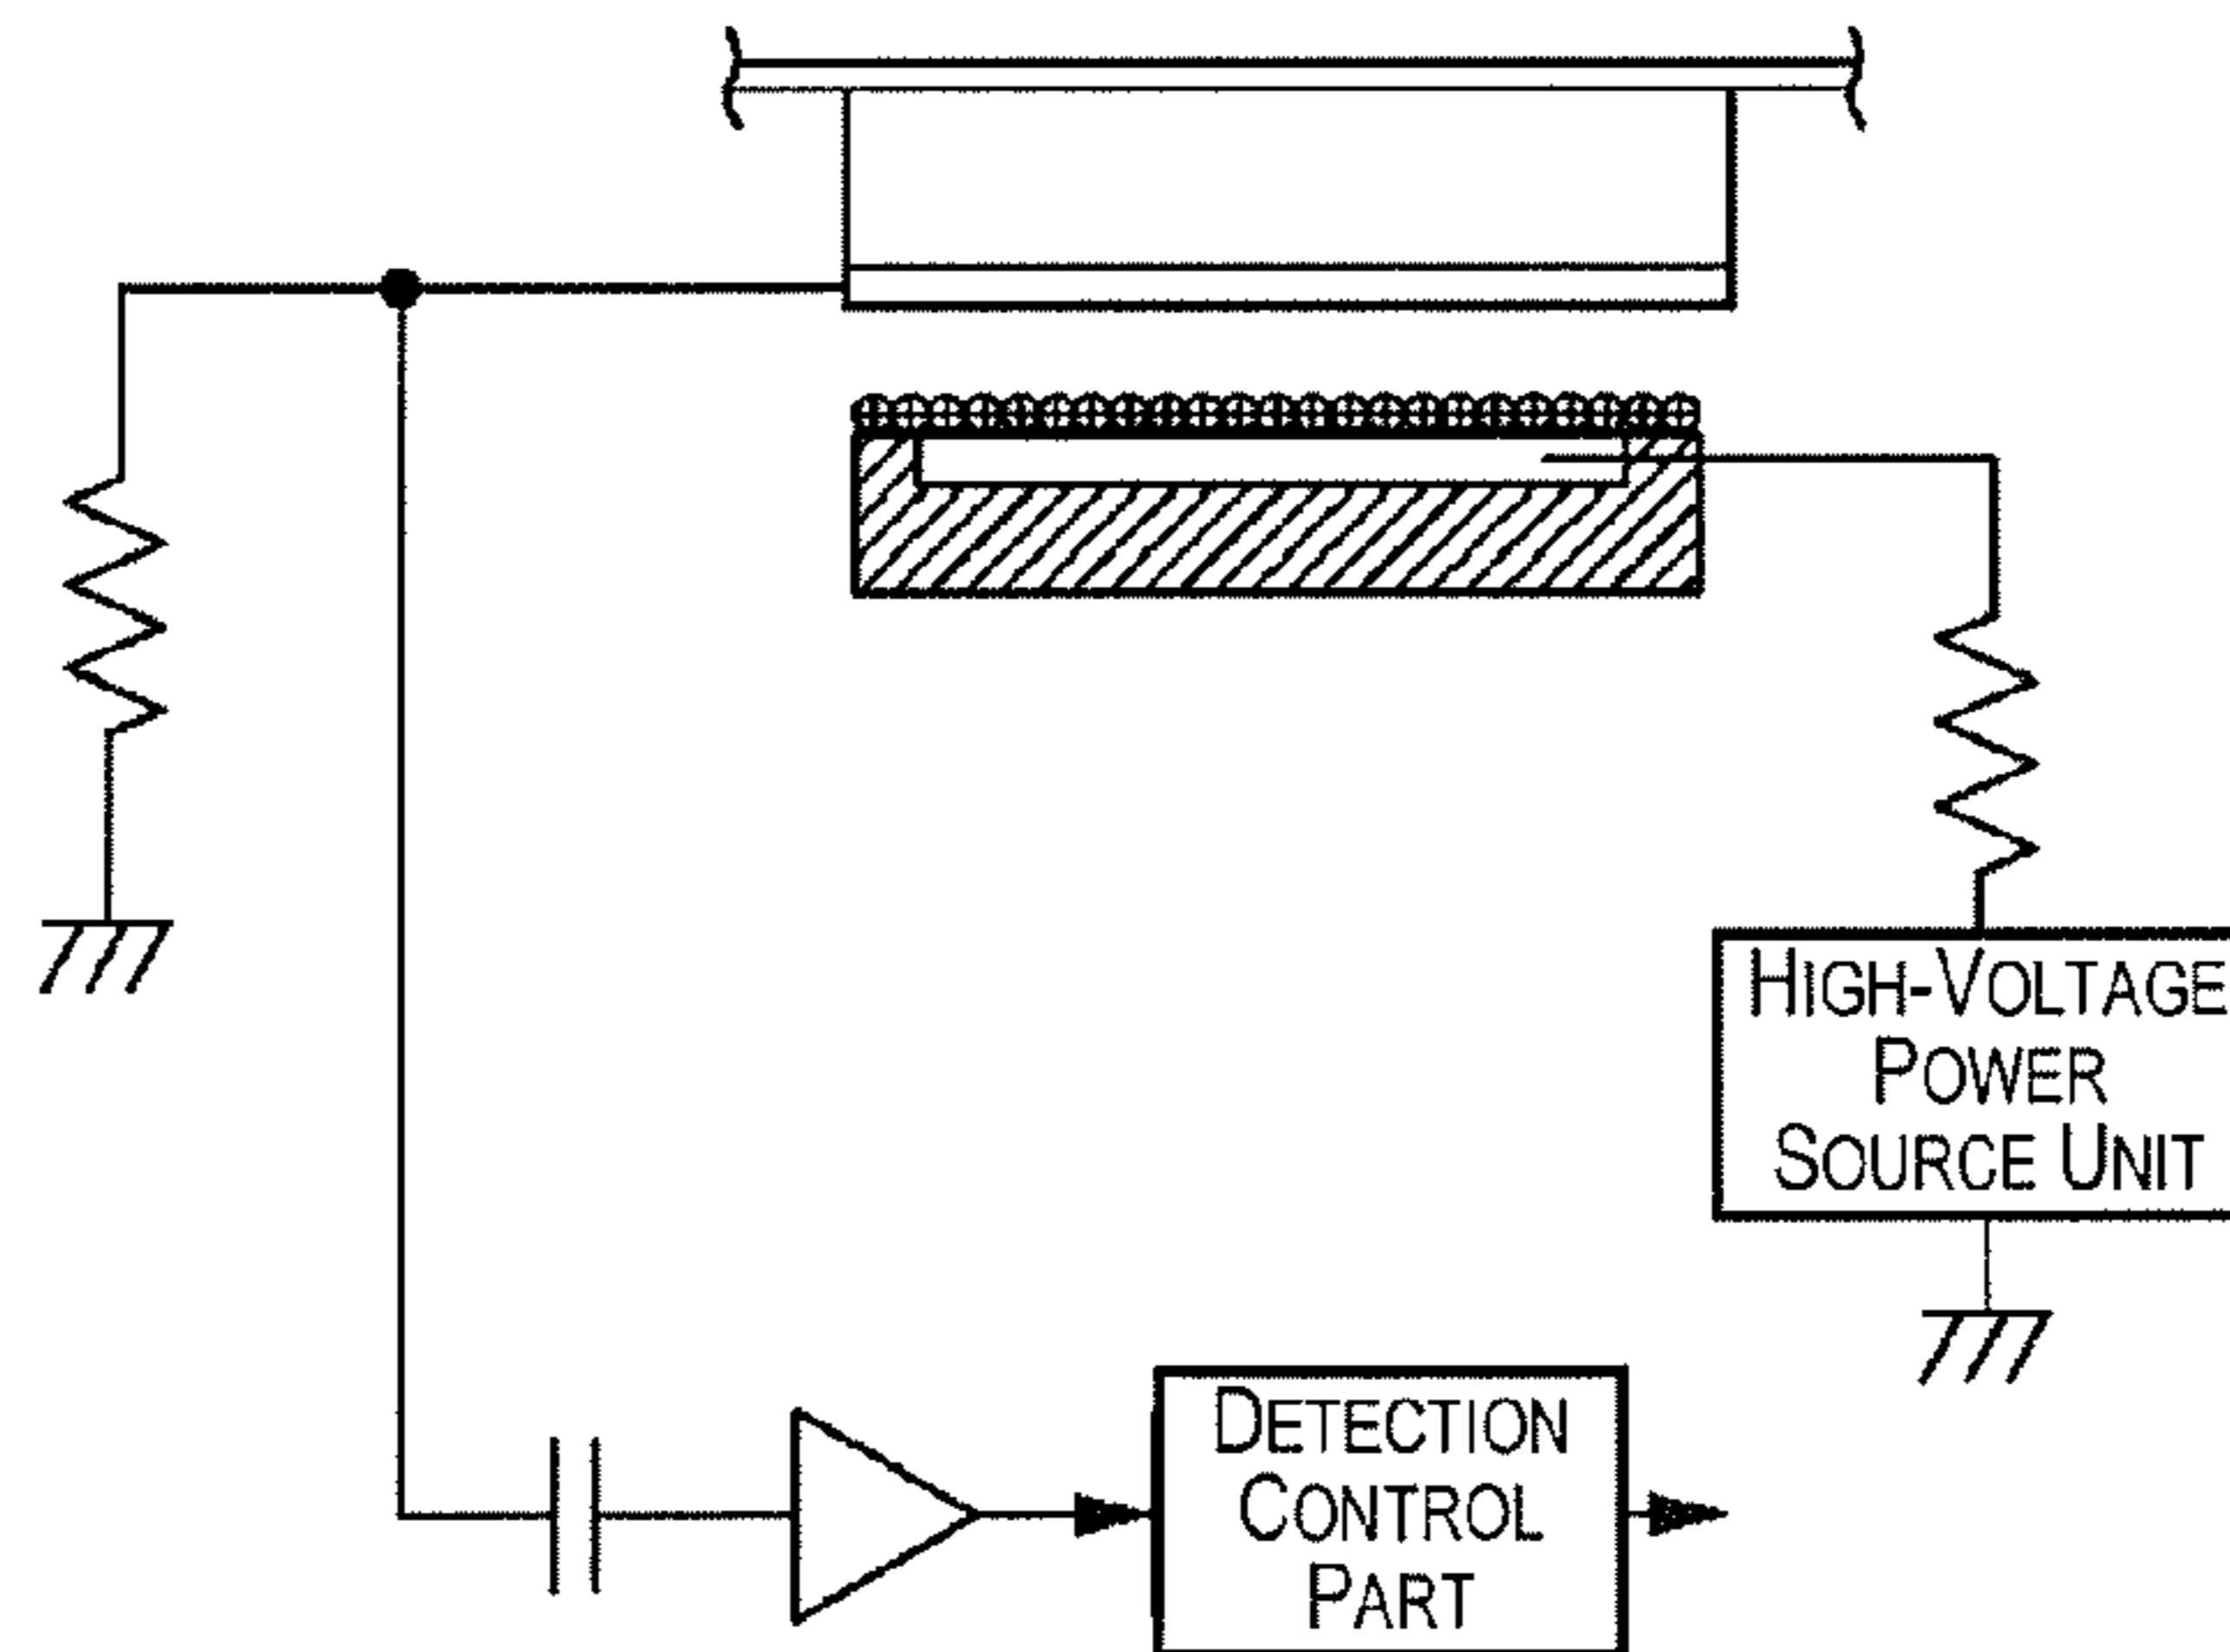 HIGH-VOLTAGE
POWER
SOURCE UNIT
DETECTION
CONTROL
PART